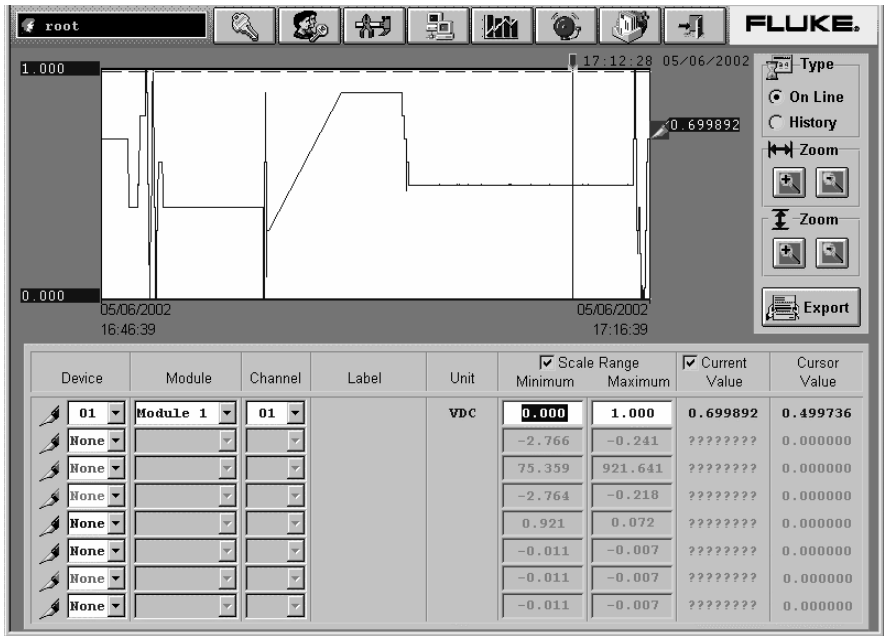 root
FLUKE®
17:12:28 05/06/2002
1.000
0.699892
0.000
05/06/2002 05/06/2002
16:46:39 17:16:39
Type
On Line
History
Zoom
Zoom
Export
Device Module Channel Label Unit Scale Range Minimum Maximum Current Value Cursor Value
01 Module 1 01 VDC 0.000 1.000 0.699892 0.499736
None -2.766 -0.241 ???????? 0.000000
None 75.359 921.641 ???????? 0.000000
None -2.764 -0.218 ???????? 0.000000
None 0.921 0.072 ???????? 0.000000
None -0.011 -0.007 ???????? 0.000000
None -0.011 -0.007 ???????? 0.000000
None -0.011 -0.007 ???????? 0.000000